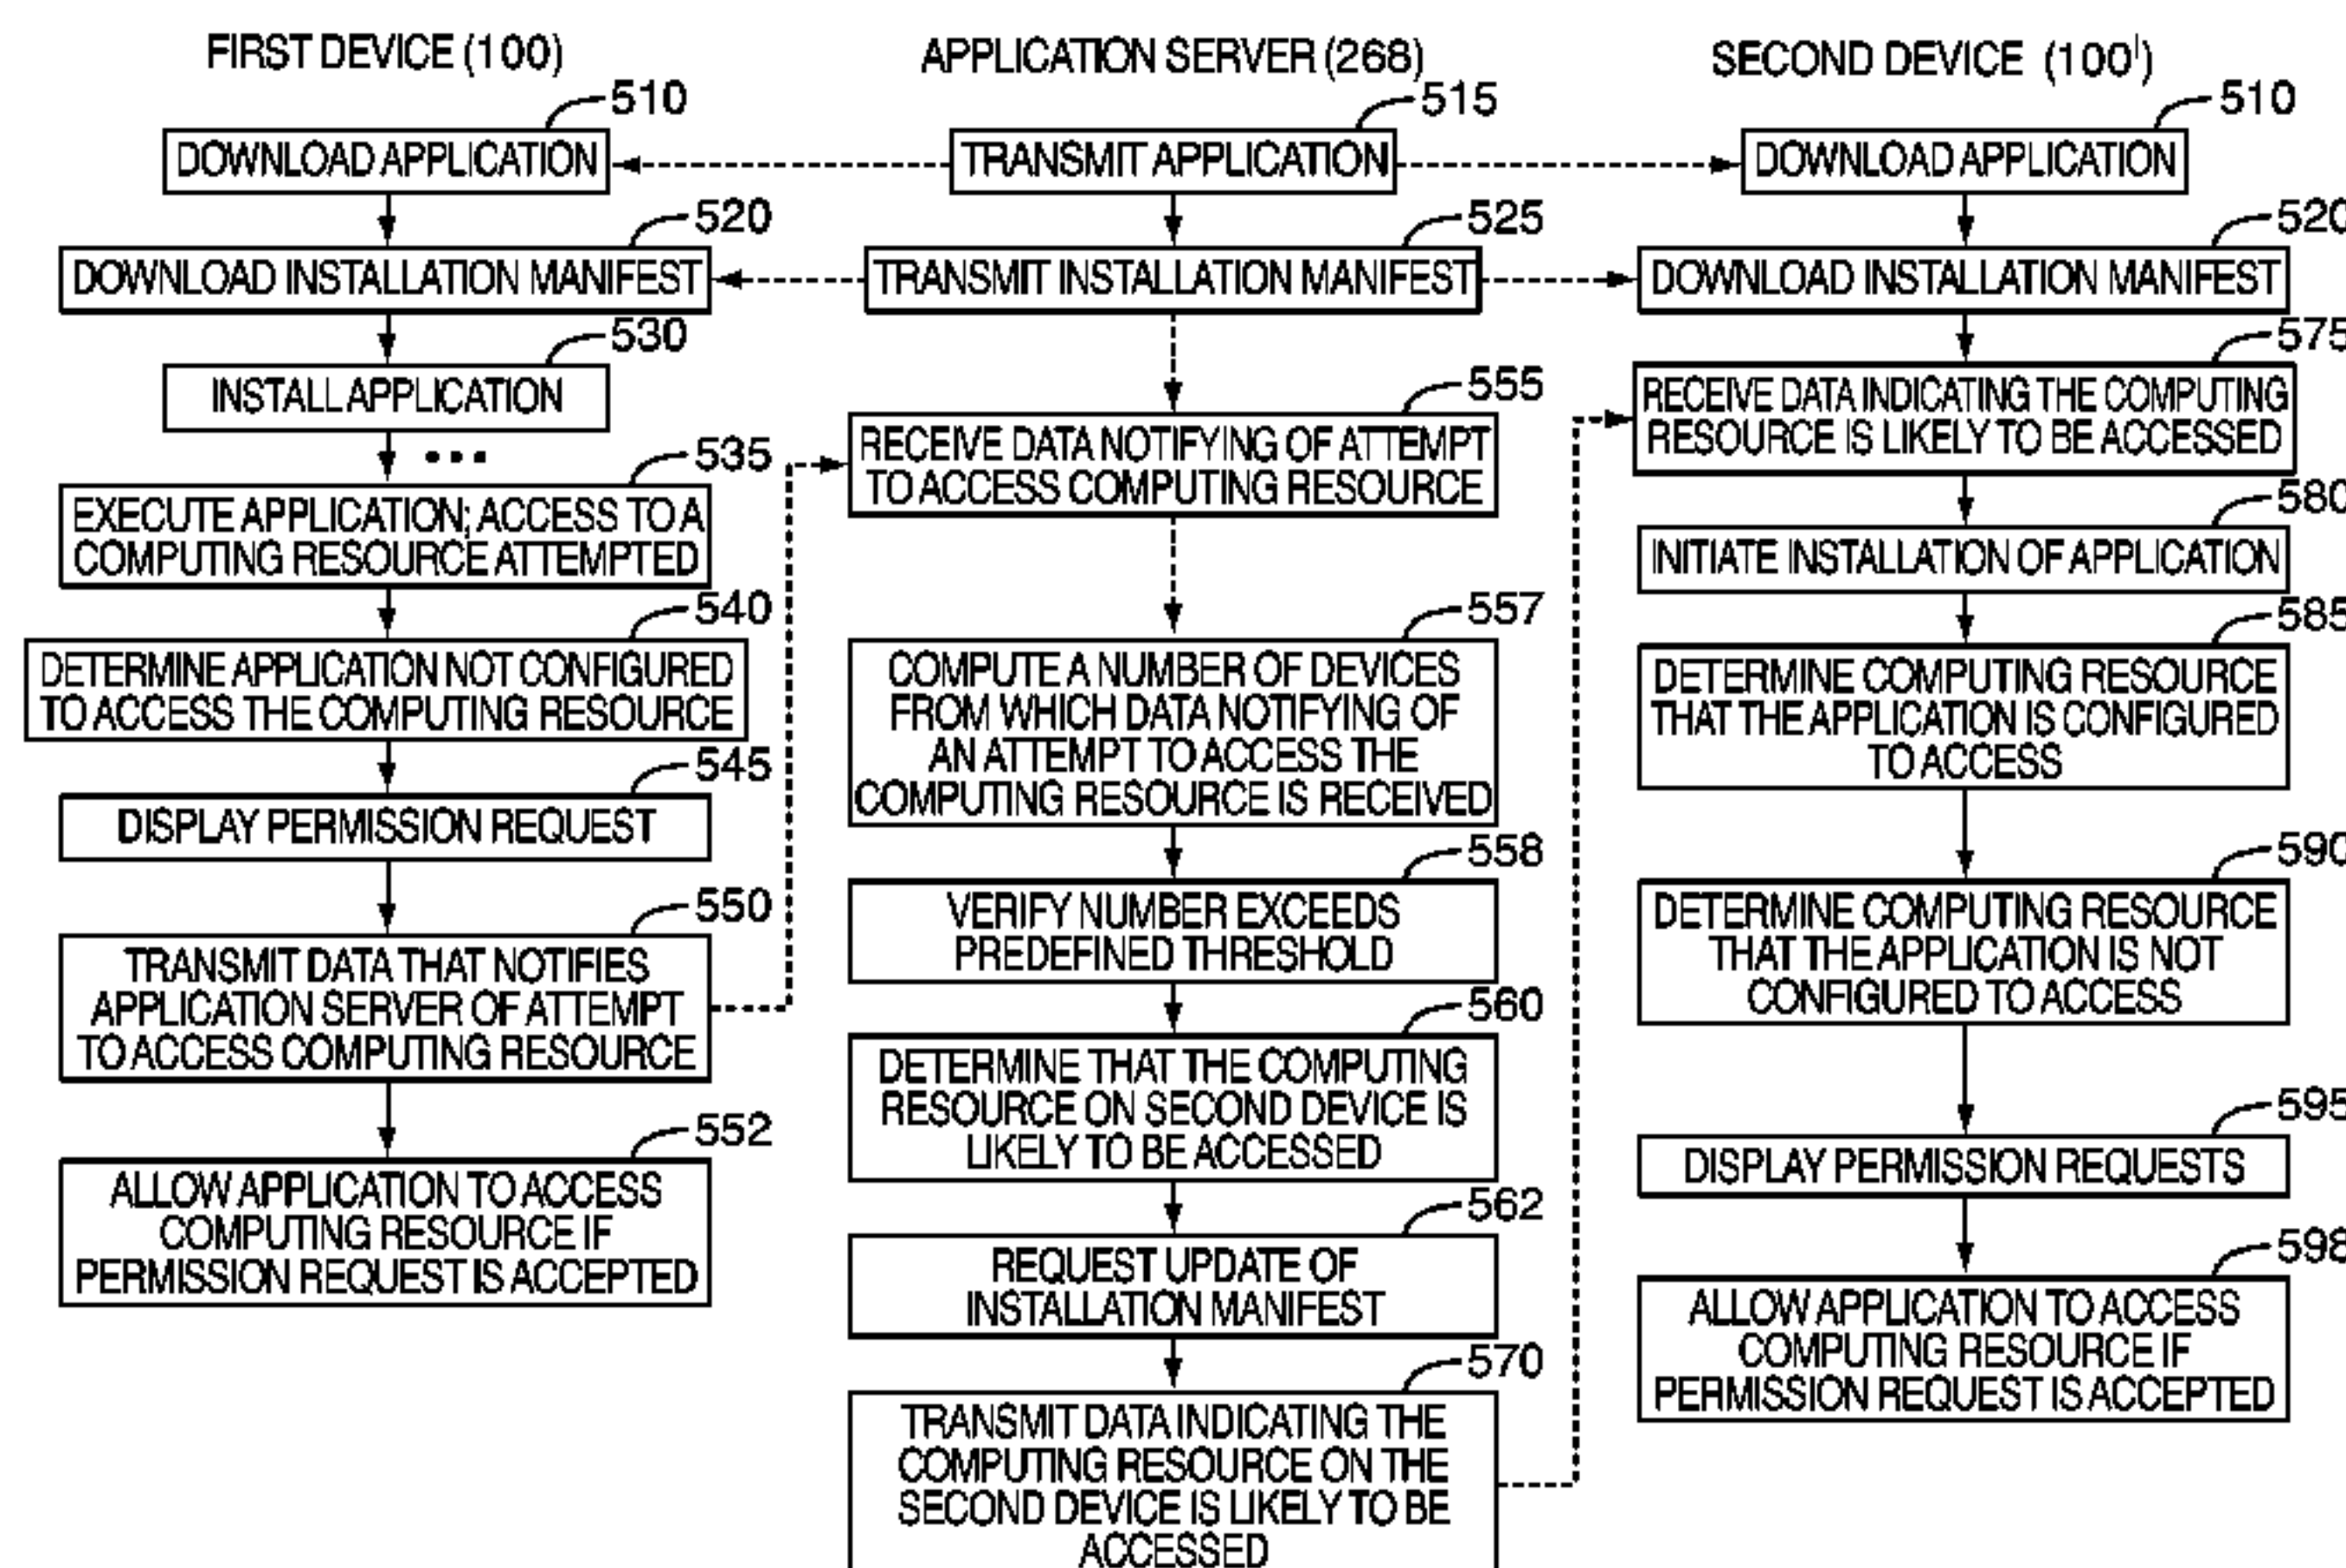 FIRST DEVICE (100)
510
DOWNLOAD APPLICATION
520
DOWNLOAD INSTALLATION MANIFEST
530
INSTALL APPLICATION
•••
535
EXECUTE APPLICATION; ACCESS TO A
COMPUTING RESOURCE ATTEMPTED
540
DETERMINE APPLICATION NOT CONFIGURED
TO ACCESS THE COMPUTING RESOURCE
545
DISPLAY PERMISSION REQUEST
550
TRANSMIT DATA THAT NOTIFIES
APPLICATION SERVER OF ATTEMPT
TO ACCESS COMPUTING RESOURCE
552
ALLOW APPLICATION TO ACCESS
COMPUTING RESOURCE IF
PERMISSION REQUEST IS ACCEPTED
APPLICATION SERVER (268)
515
TRANSMIT APPLICATION
525
TRANSMIT INSTALLATION MANIFEST
555
RECEIVE DATA NOTIFYING OF ATTEMPT
TO ACCESS COMPUTING RESOURCE
557
COMPUTE A NUMBER OF DEVICES
FROM WHICH DATA NOTIFYING OF
AN ATTEMPT TO ACCESS THE
COMPUTING RESOURCE IS RECEIVED
558
VERIFY NUMBER EXCEEDS
PREDEFINED THRESHOLD
560
DETERMINE THAT THE COMPUTING
RESOURCE ON SECOND DEVICE IS
LIKELY TO BE ACCESSED
562
REQUEST UPDATE OF
INSTALLATION MANIFEST
570
TRANSMIT DATA INDICATING THE
COMPUTING RESOURCE ON THE
SECOND DEVICE IS LIKELY TO BE
ACCESSED
SECOND DEVICE (100')
510
DOWNLOAD APPLICATION
520
DOWNLOAD INSTALLATION MANIFEST
575
RECEIVE DATA INDICATING THE COMPUTING
RESOURCE IS LIKELY TO BE ACCESSED
580
INITIATE INSTALLATION OF APPLICATION
585
DETERMINE COMPUTING RESOURCE
THAT THE APPLICATION IS CONFIGURED
TO ACCESS
590
DETERMINE COMPUTING RESOURCE
THAT THE APPLICATION IS NOT
CONFIGURED TO ACCESS
595
DISPLAY PERMISSION REQUESTS
598
ALLOW APPLICATION TO ACCESS
COMPUTING RESOURCE IF
PERMISSION REQUEST IS ACCEPTED